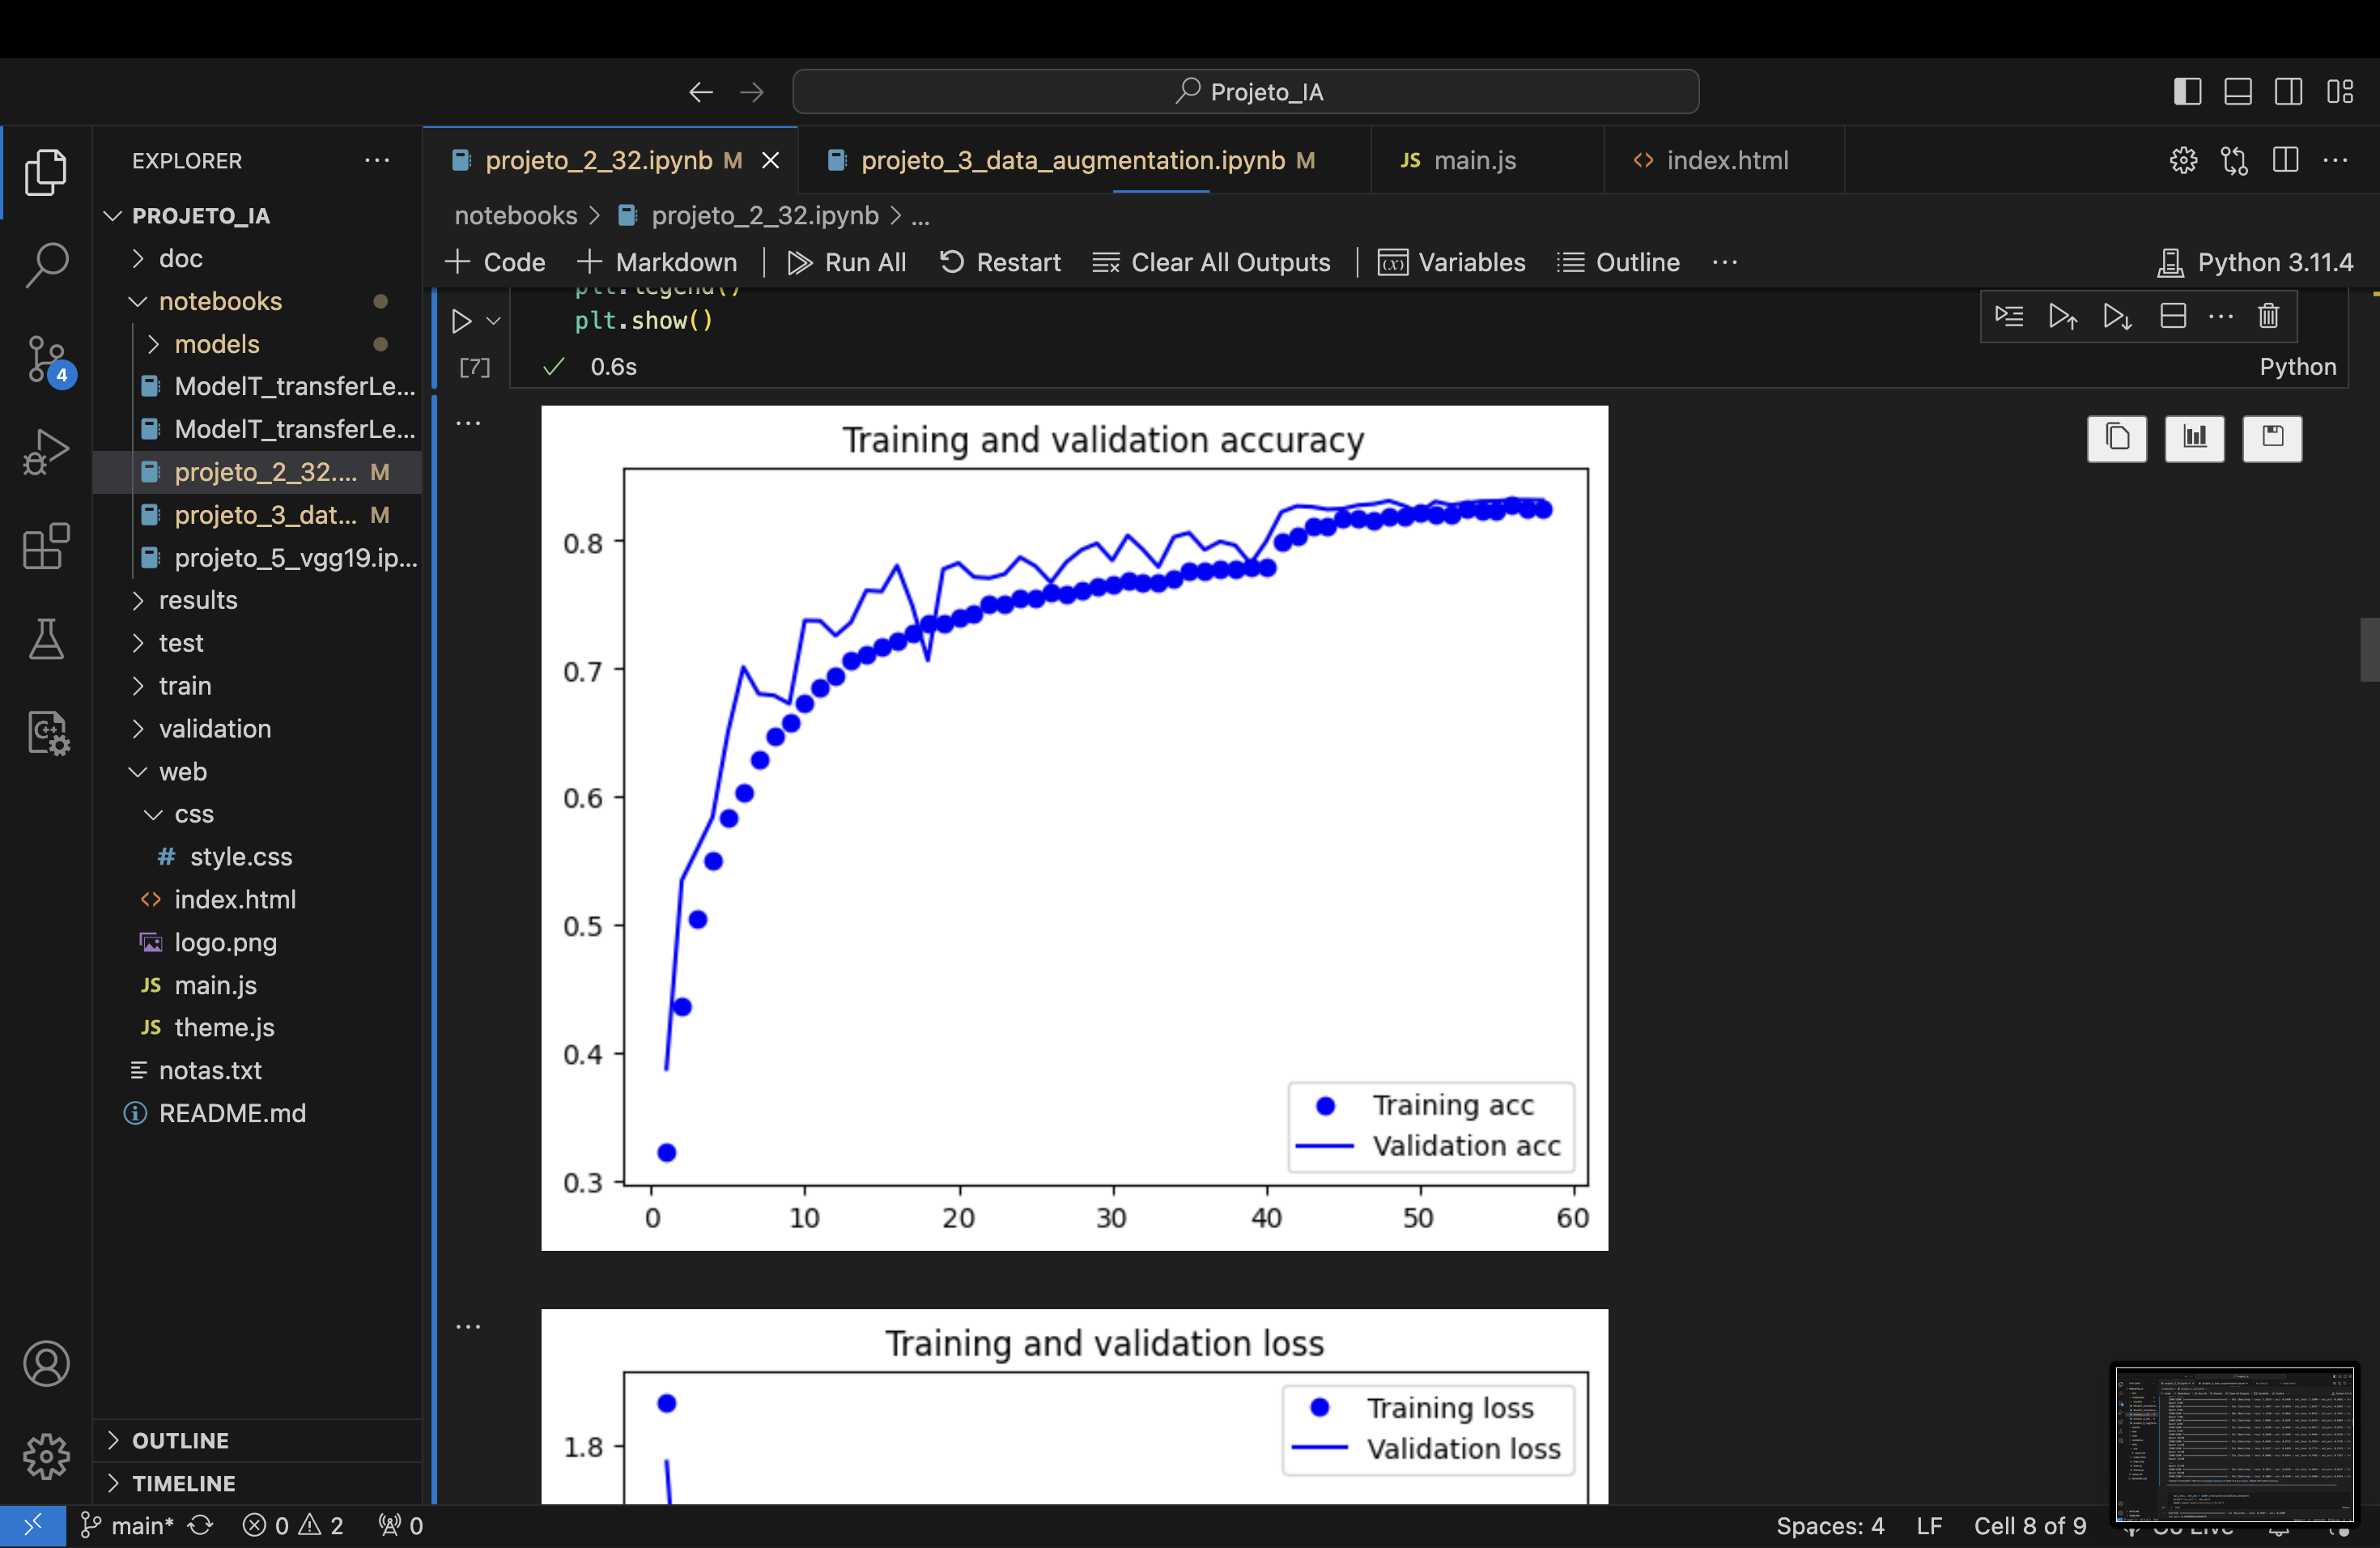 Projeto_IA
EXPLORER
projeto_2_32.ipynb M
projeto_3_data_augmentation.ipynb M
JS main.js
<> index.html
PROJETO_IA
doc
notebooks
models
ModelT_transferLe...
ModelT_transferLe...
projeto_2_32.... M
projeto_3_dat... M
projeto_5_vgg19.ip...
results
test
train
validation
web
css
# style.css
<> index.html
logo.png
JS main.js
JS theme.js
notas.txt
README.md
OUTLINE
TIMELINE
4
C++
notebooks > projeto_2_32.ipynb > ...
+ Code + Markdown | Run All Restart Clear All Outputs | (x) Variables Outline ...
Python 3.11.4
plt.legend()
plt.show()
[7]
0.6s
Python
Training and validation accuracy
0.8
0.7
0.6
0.5
0.4
0.3
0 10 20 30 40 50 60
Training acc
Validation acc
Training and validation loss
1.8
Training loss
Validation loss
main* 0 2 0
Spaces: 4 LF Cell 8 of 9